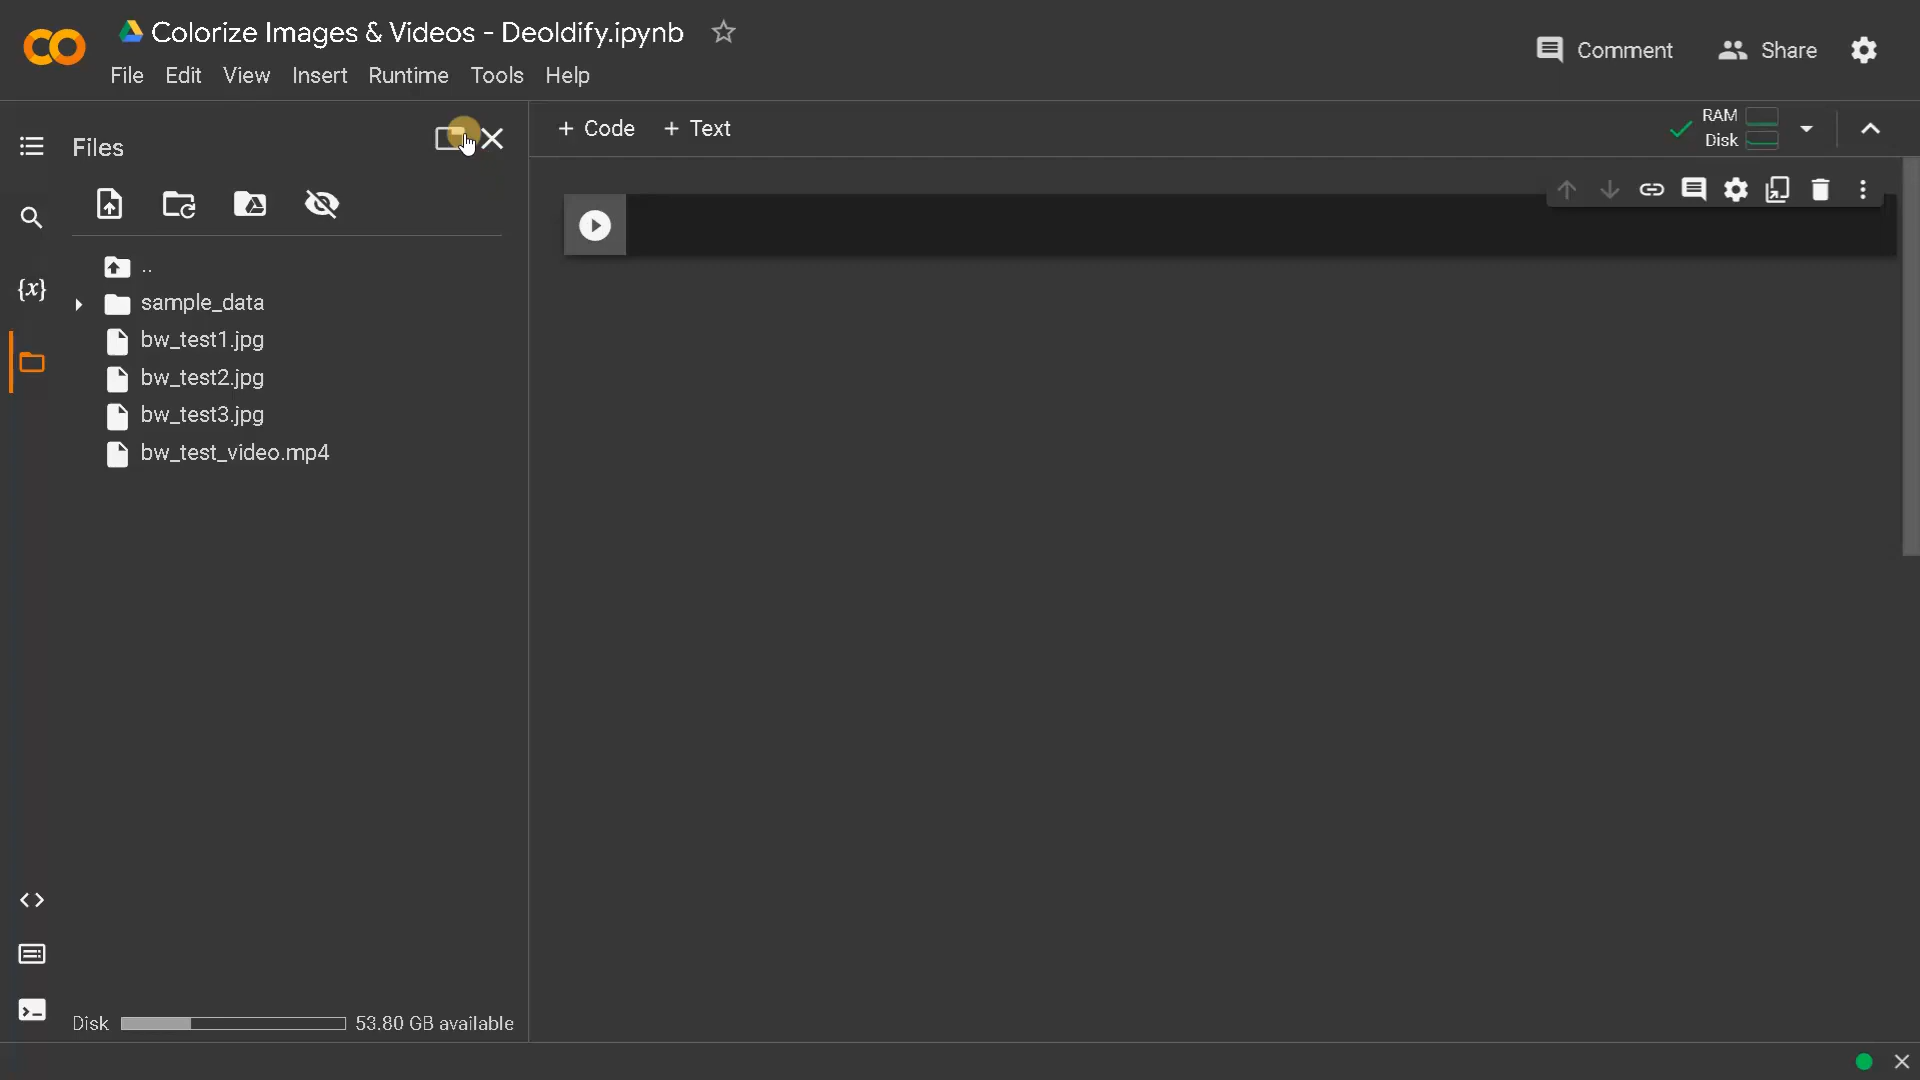 Colorize Images & Videos - Deoldify.ipynb
File Edit View Insert Runtime Tools Help
Comment
Share
Files
+ Code + Text
RAM
Disk
{x}
..
sample_data
bw_test1.jpg
bw_test2.jpg
bw_test3.jpg
bw_test_video.mp4
Disk 53.80 GB available